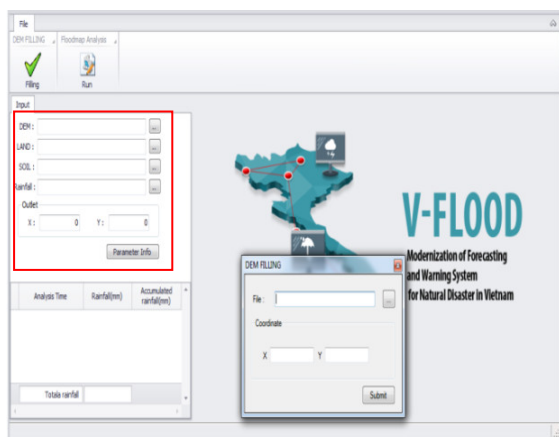 File
DEM FILLING
Floodmap Analysis
Filling
Run
Input
DEM :
LAND :
SOIL :
Rainfall :
Outlet
X : 0 Y : 0
Parameter Info
Analysis Time
Rainfall(mm)
Accumulated
rainfall(mm)
Totala rainfall
V-FLOOD
Modernization of Forecasting
and Warning System
for Natural Disaster in Vietnam
DEM FILLING
File :
...
Coordinate
X Y
Submit